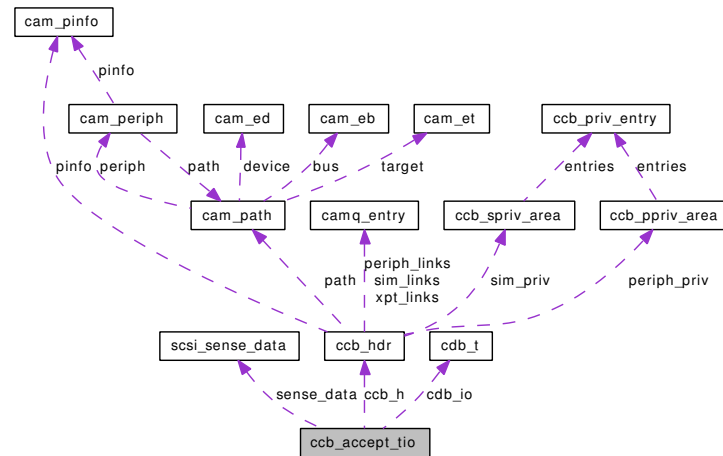 cam_pinfo
pinfo
cam_periph
cam_ed
cam_eb
cam_et
ccb_priv_entry
pinfo
periph
path
device
bus
target
entries
entries
cam_path
camq_entry
ccb_spriv_area
ccb_ppriv_area
path
periph_links
sim_links
xpt_links
sim_priv
periph_priv
scsi_sense_data
ccb_hdr
cdb_t
sense_data
ccb_h
cdb_io
ccb_accept_tio